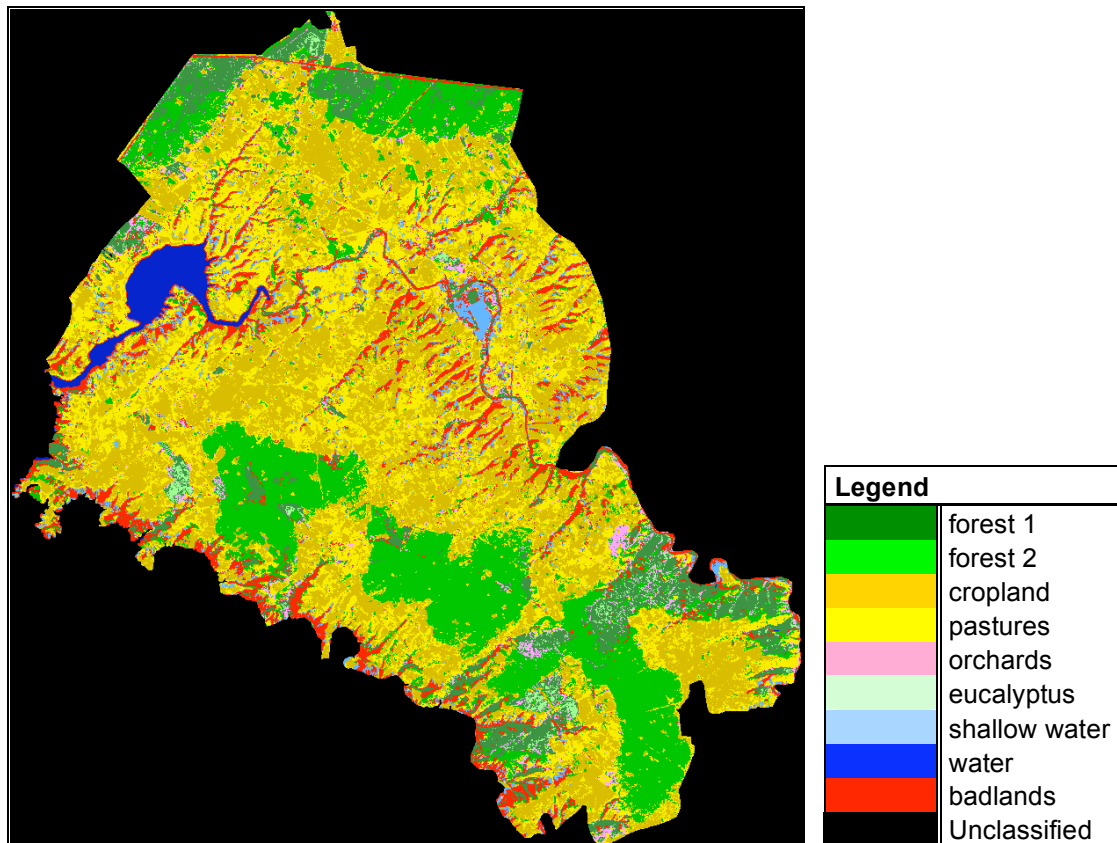 Legend
forest 1
forest 2
cropland
pastures
orchards
eucalyptus
shallow water
water
badlands
Unclassified